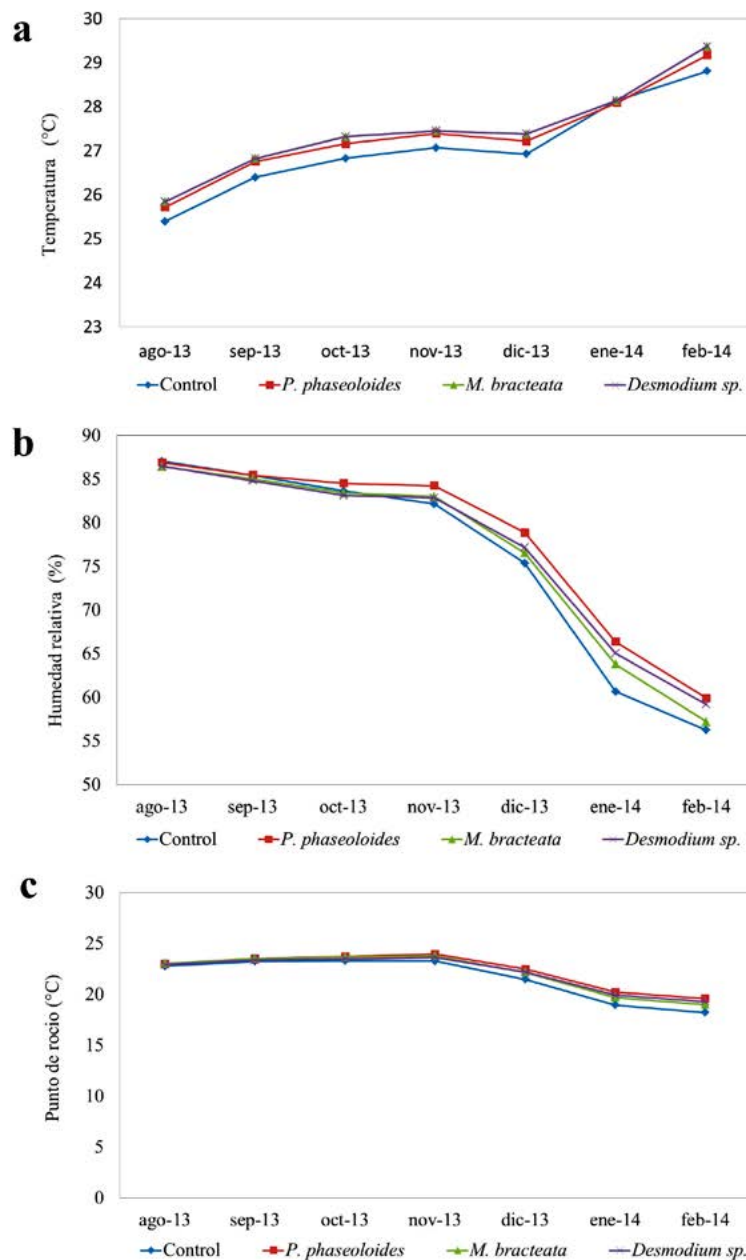 a
Temperatura (°C)
30
29
28
27
26
25
24
23
ago-13 sep-13 oct-13 nov-13 dic-13 ene-14 feb-14
Control P. phaseoloides M. bracteata Desmodium sp.
b
Humedad relativa (%)
90
85
80
75
70
65
60
55
50
ago-13 sep-13 oct-13 nov-13 dic-13 ene-14 feb-14
Control P. phaseoloides M. bracteata Desmodium sp.
c
Punto de rocio (°C)
30
25
20
15
10
5
0
ago-13 sep-13 oct-13 nov-13 dic-13 ene-14 feb-14
Control P. phaseoloides M. bracteata Desmodium sp.